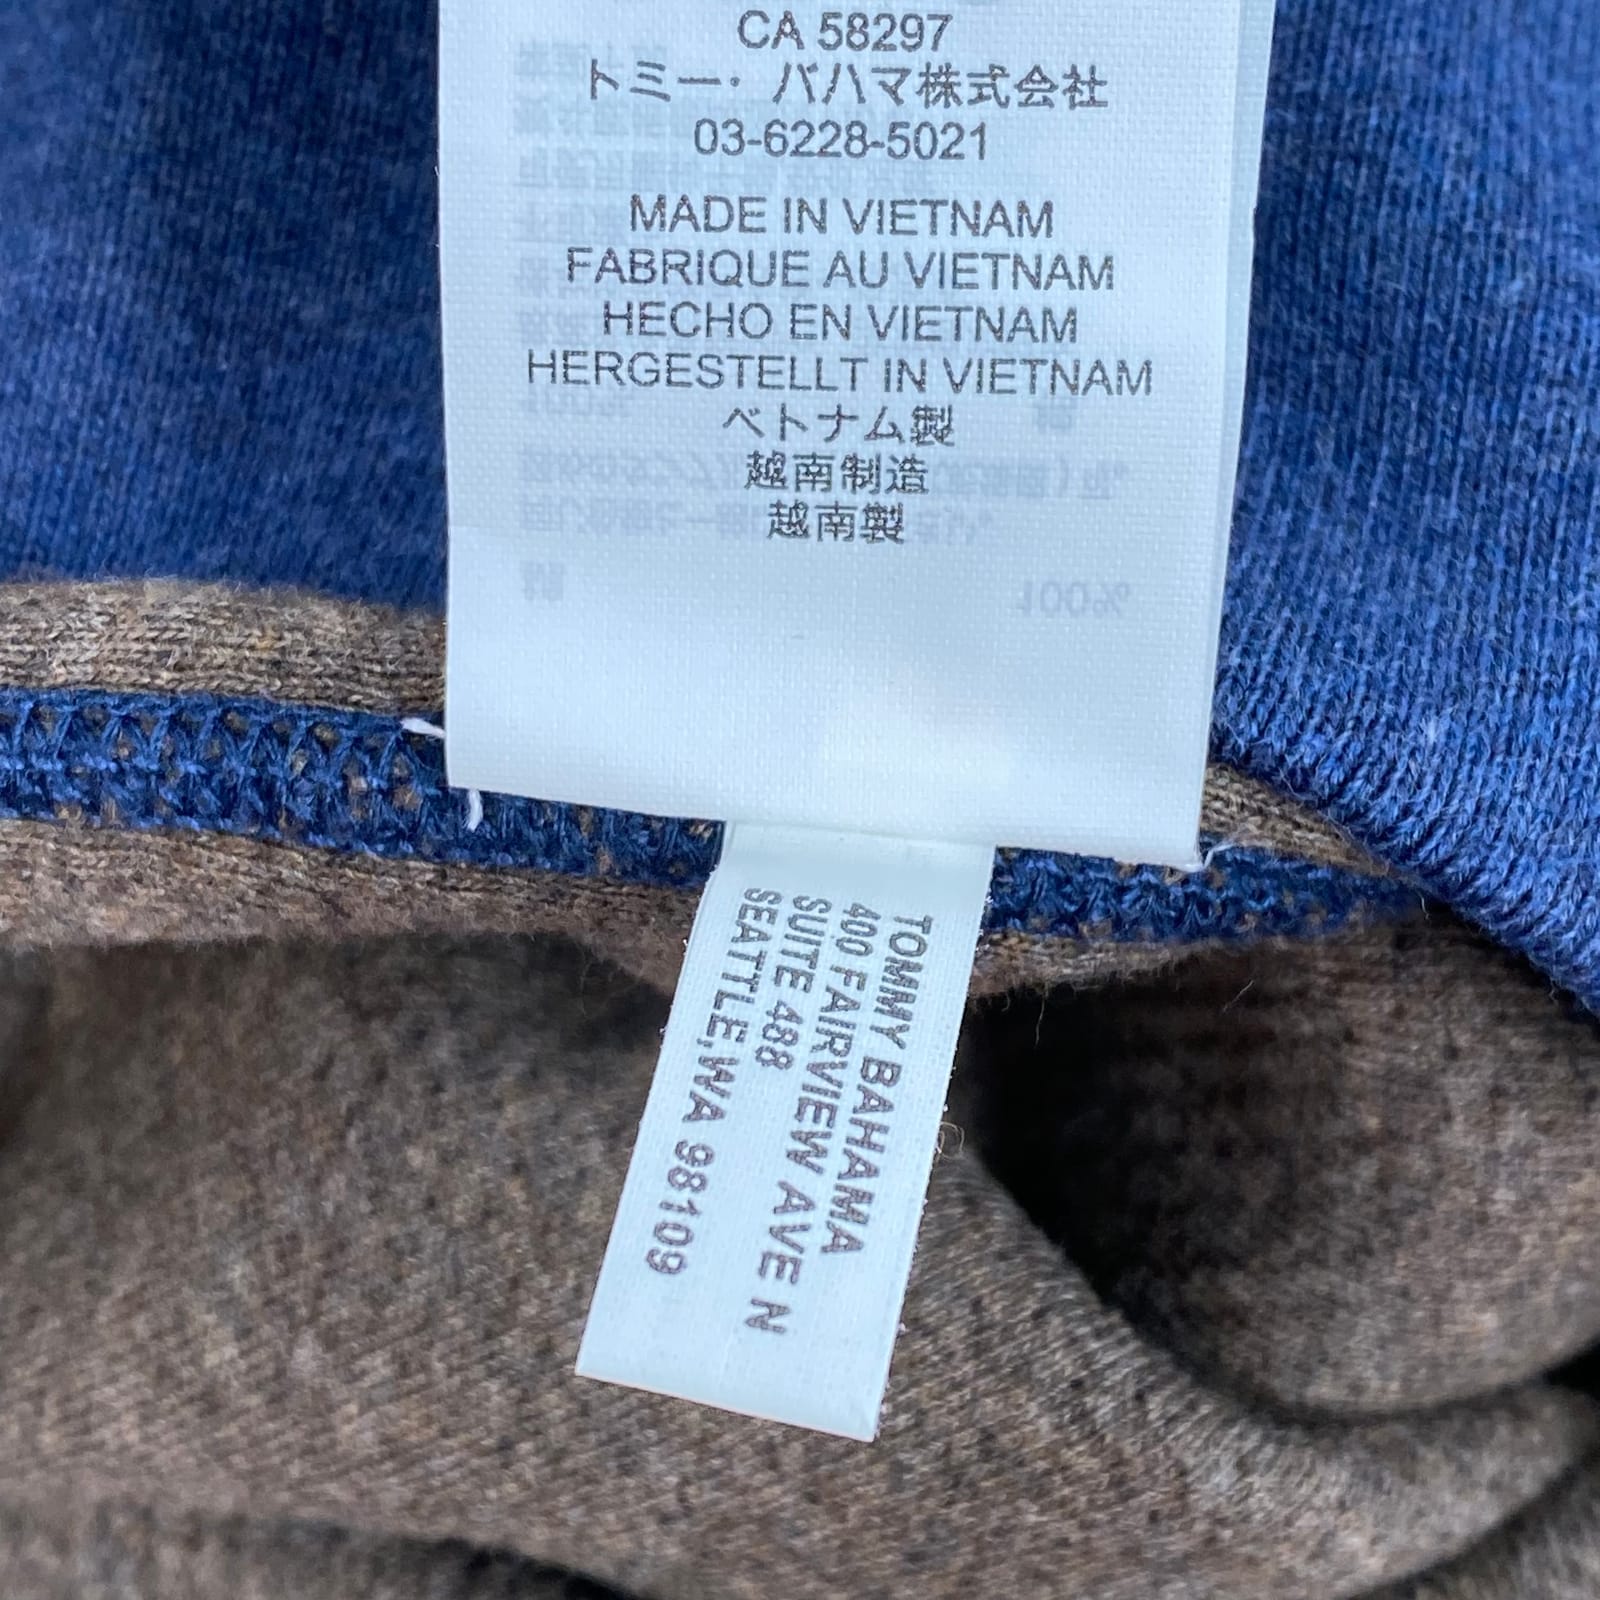 CA 58297
トミー・バハマ株式会社
03-6228-5021
MADE IN VIETNAM
FABRIQUE AU VIETNAM
HECHO EN VIETNAM
HERGESTELLT IN VIETNAM
ベトナム製
越南制造
越南製
100%
TOMMY BAHAMA
400 FAIRVIEW AVE N
SUITE 488
SEATTLE,WA 98109